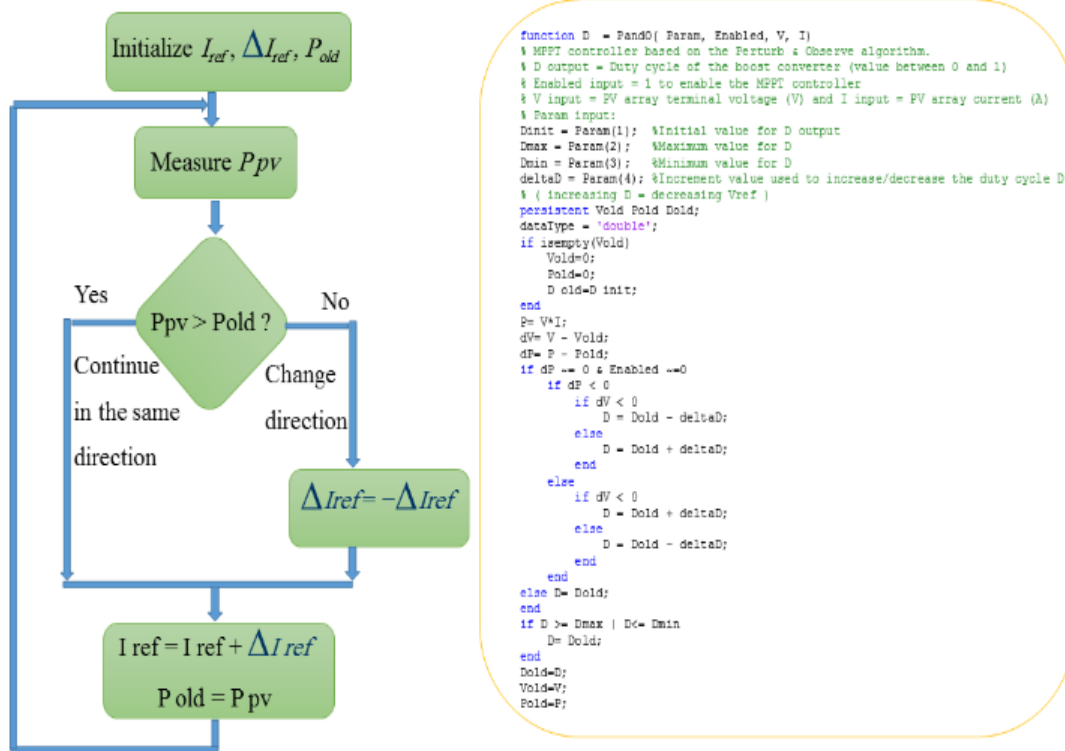 Initialize I_ref, ΔI_ref, P_old
Measure Ppv
Ppv > Pold ?
Yes
No
Continue
in the same
direction
Change
direction
ΔIref = −ΔIref
I ref = I ref + ΔI ref
P old = P pv
function D = PandO( Param, Enabled, V, I)
% MPPT controller based on the Perturb & Observe algorithm.
% D output = Duty cycle of the boost converter (value between 0 and 1)
% Enabled input = 1 to enable the MPPT controller
% V input = PV array terminal voltage (V) and I input = PV array current (A)
% Param input:
Dinit = Param(1); %Initial value for D output
Dmax = Param(2); %Maximum value for D
Dmin = Param(3); %Minimum value for D
deltaD = Param(4); %Increment value used to increase/decrease the duty cycle D
% ( increasing D = decreasing Vref )
persistent Vold Pold Dold;
dataType = 'double';
if isempty(Vold)
Vold=0;
Pold=0;
D old=D init;
end
P= V*I;
dV= V - Vold;
dP= P - Pold;
if dP ~= 0 & Enabled ~=0
if dP < 0
if dV < 0
D = Dold - deltaD;
else
D = Dold + deltaD;
end
else
if dV < 0
D = Dold + deltaD;
else
D = Dold - deltaD;
end
end
else D= Dold;
end
if D >= Dmax | D<= Dmin
D= Dold;
end
Dold=D;
Vold=V;
Pold=P;